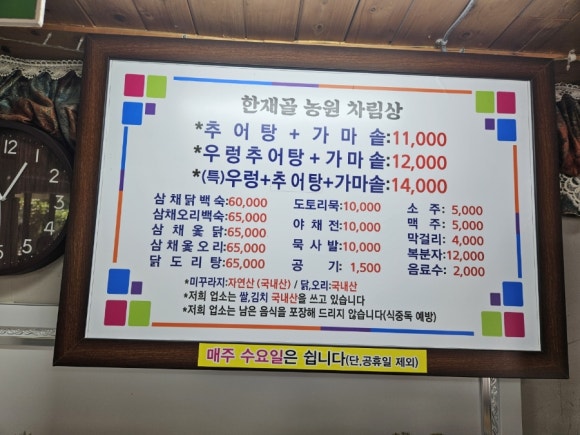 한재골 농원 차림상
*추어탕 + 가마솥:11,000
*우렁추어탕 + 가마솥:12,000
*(특)우렁+추어탕+가마솥:14,000
삼채닭백숙:60,000 도토리묵:10,000 소주: 5,000
삼채오리백숙:65,000 야채전:10,000 맥주: 5,000
삼채옻닭:65,000 묵사발:10,000 막걸리: 4,000
삼채옻오리:65,000 공기: 1,500 복분자:12,000
닭도리탕:65,000 음료수: 2,000
*미꾸라지:자연산 (국내산) / 닭,오리:국내산
*저희 업소는 쌀,김치 국내산을 쓰고 있습니다
*저희 업소는 남은 음식을 포장해 드리지 않습니다(식중독 예방)
매주 수요일은 쉽니다(단,공휴일 제외)
12
1
2
3
4
5
6